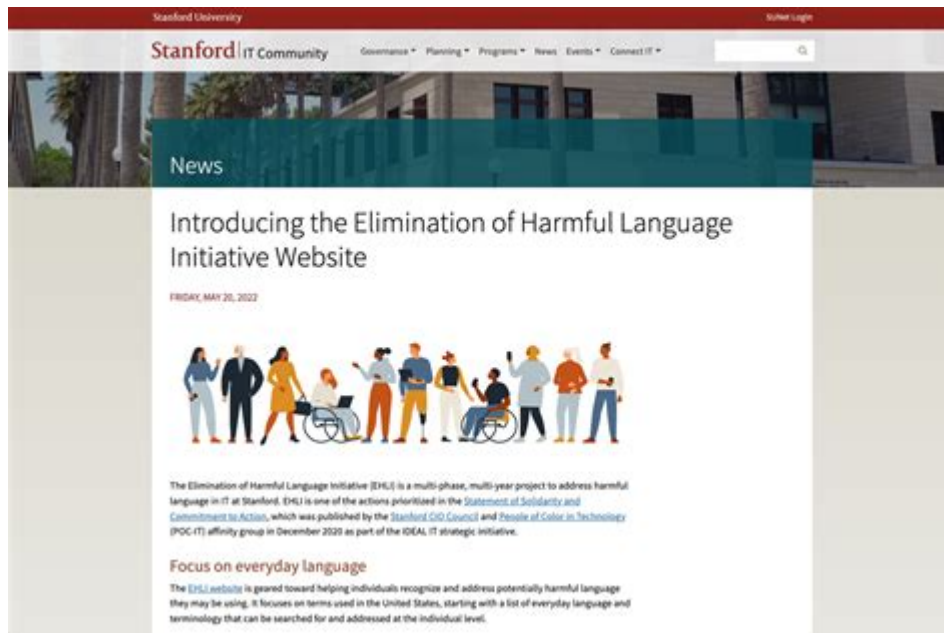 Stanford University
SUNet Login
Stanford | IT Community
Governance Planning Programs News Events Connect IT
News
Introducing the Elimination of Harmful Language
Initiative Website
FRIDAY, MAY 20, 2022
The Elimination of Harmful Language Initiative (EHLI) is a multi-phase, multi-year project to address harmful
language in IT at Stanford. EHLI is one of the actions prioritized in the Statement of Solidarity and
Commitment to Action, which was published by the Stanford CIO Council and People of Color in Technology
(POC-IT) affinity group in December 2020 as part of the IDEAL IT strategic initiative.
Focus on everyday language
The EHLI website is geared toward helping individuals recognize and address potentially harmful language
they may be using. It focuses on terms used in the United States, starting with a list of everyday language and
terminology that can be searched for and addressed at the individual level.